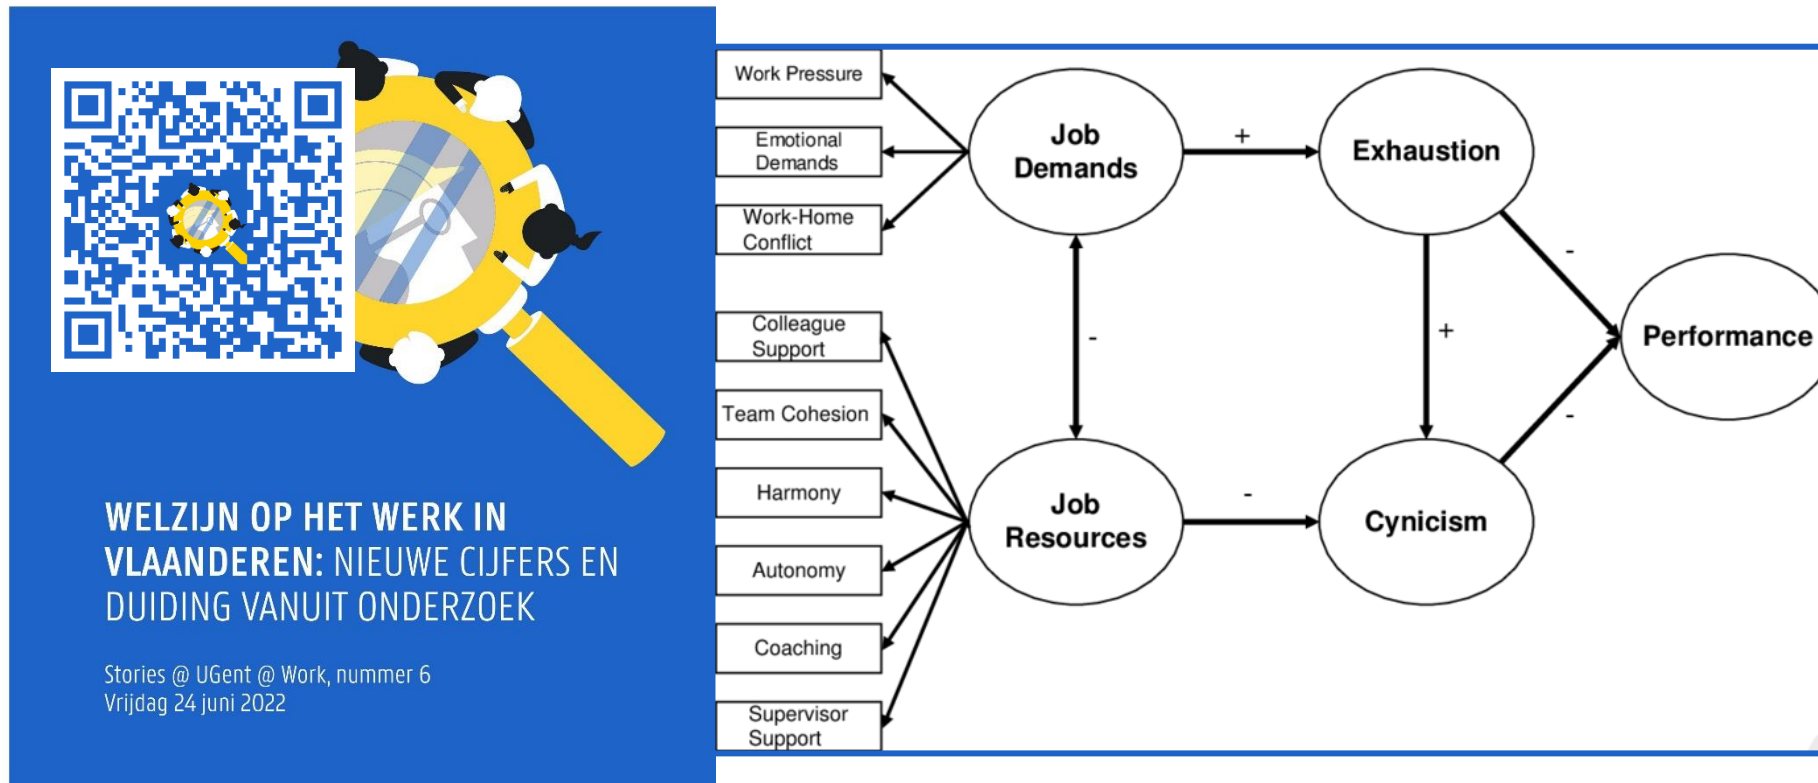 WELZIJN OP HET WERK IN
VLAANDEREN: NIEUWE CIJFERS EN
DUIDING VANUIT ONDERZOEK
Stories @ UGent @ Work, nummer 6
Vrijdag 24 juni 2022
Work Pressure
Emotional
Demands
Work-Home
Conflict
Colleague
Support
Team Cohesion
Harmony
Autonomy
Coaching
Supervisor
Support
Job
Demands
+
Exhaustion
-
-
+
Performance
-
Job
Resources
-
Cynicism